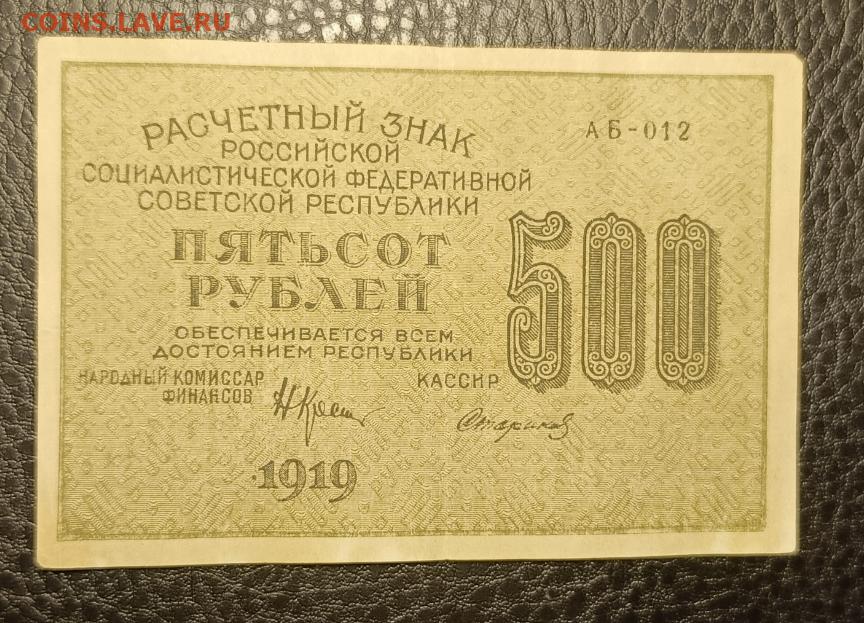 COINS.LAVE.RU
РАСЧЕТНЫЙ ЗНАК
АБ-012
РОССИЙСКОЙ
СОЦИАЛИСТИЧЕСКОЙ ФЕДЕРАТИВНОЙ
СОВЕТСКОЙ РЕСПУБЛИКИ
ПЯТЬСОТ
РУБЛЕЙ
500
ОБЕСПЕЧИВАЕТСЯ ВСЕМ
ДОСТОЯНИЕМ РЕСПУБЛИКИ
НАРОДНЫЙ КОМИССАР
ФИНАНСОВ
КАССИР
Стариков
1919